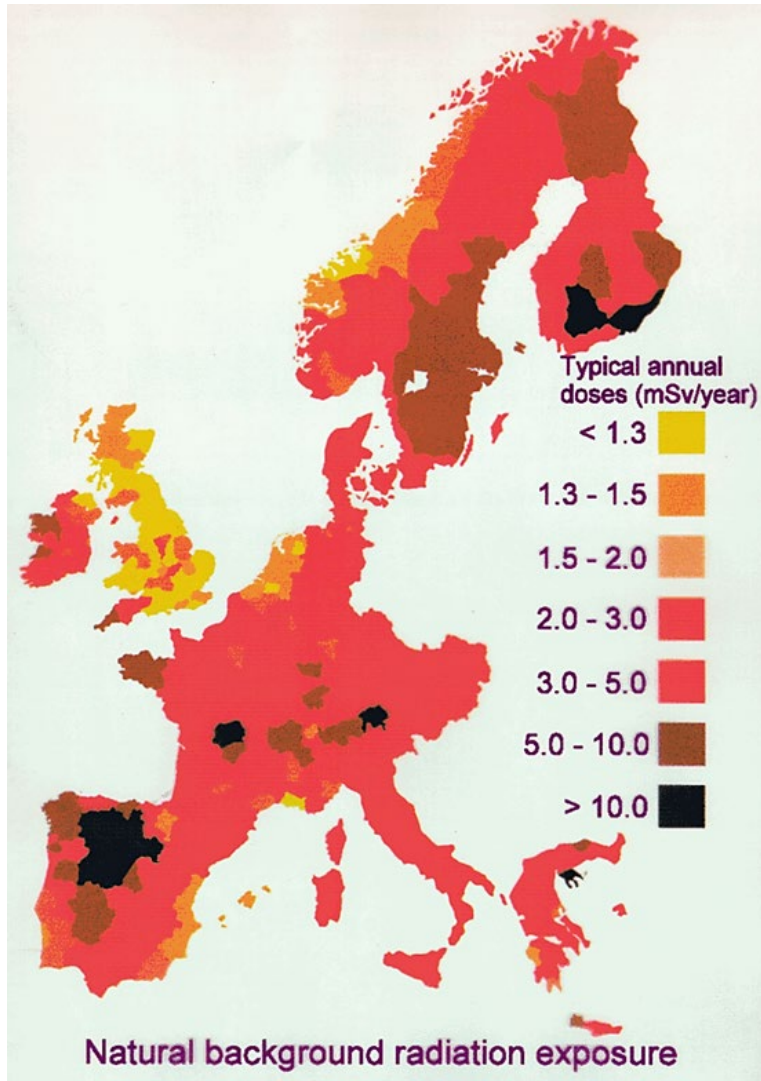 Typical annual
doses (mSv/year)
< 1.3
1.3 - 1.5
1.5 - 2.0
2.0 - 3.0
3.0 - 5.0
5.0 - 10.0
> 10.0
Natural background radiation exposure